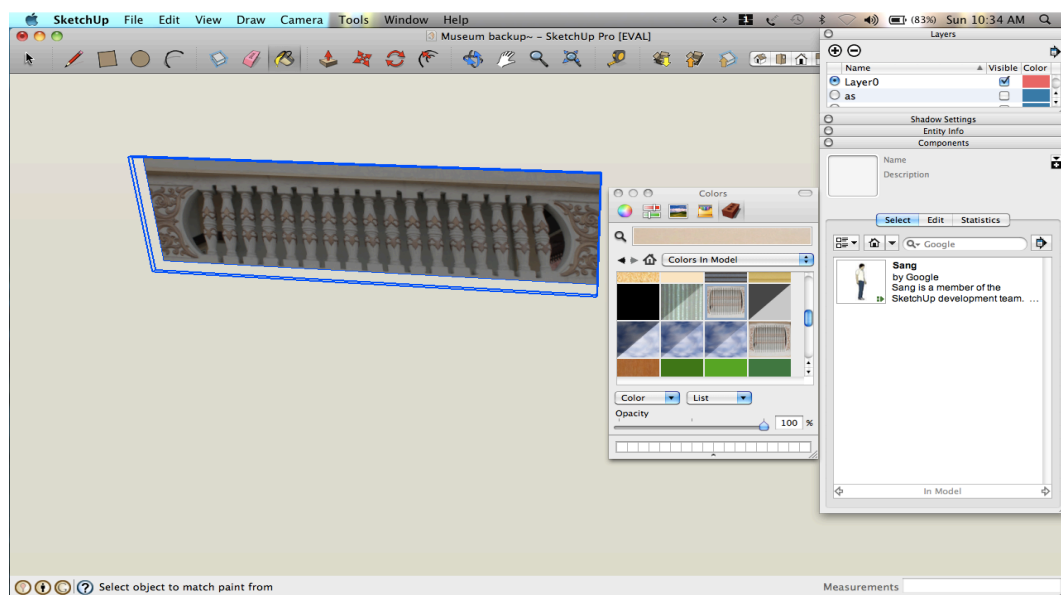 SketchUp File Edit View Draw Camera Tools Window Help
1 (83%) Sun 10:34 AM
Museum backup~ – SketchUp Pro [EVAL]
Layers
Name Visible Color
Layer0
as
Shadow Settings
Entity Info
Components
Name
Description
Select Edit Statistics
Google
Sang
by Google
Sang is a member of the
SketchUp development team. ...
In Model
Colors
Colors In Model
Color List
Opacity
100 %
Select object to match paint from
Measurements